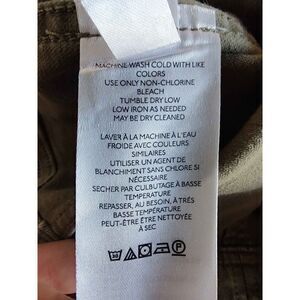 MACHINE WASH COLD WITH LIKE
COLORS
USE ONLY NON-CHLORINE
BLEACH
TUMBLE DRY LOW
LOW IRON AS NEEDED
MAY BE DRY CLEANED
LAVER À LA MACHINE À L'EAU
FROIDE AVEC COULEURS
SIMILAIRES
UTILISER UN AGENT DE
BLANCHIMENT SANS CHLORE SI
NÉCESSAIRE
SECHER PAR CULBUTAGE À BASSE
TEMPERATURE
REPASSER, AU BESOIN, À TRÈS
BASSE TEMPÉRATURE
PEUT-ÊTRE ÊTRE NETTOYÉE
À SEC